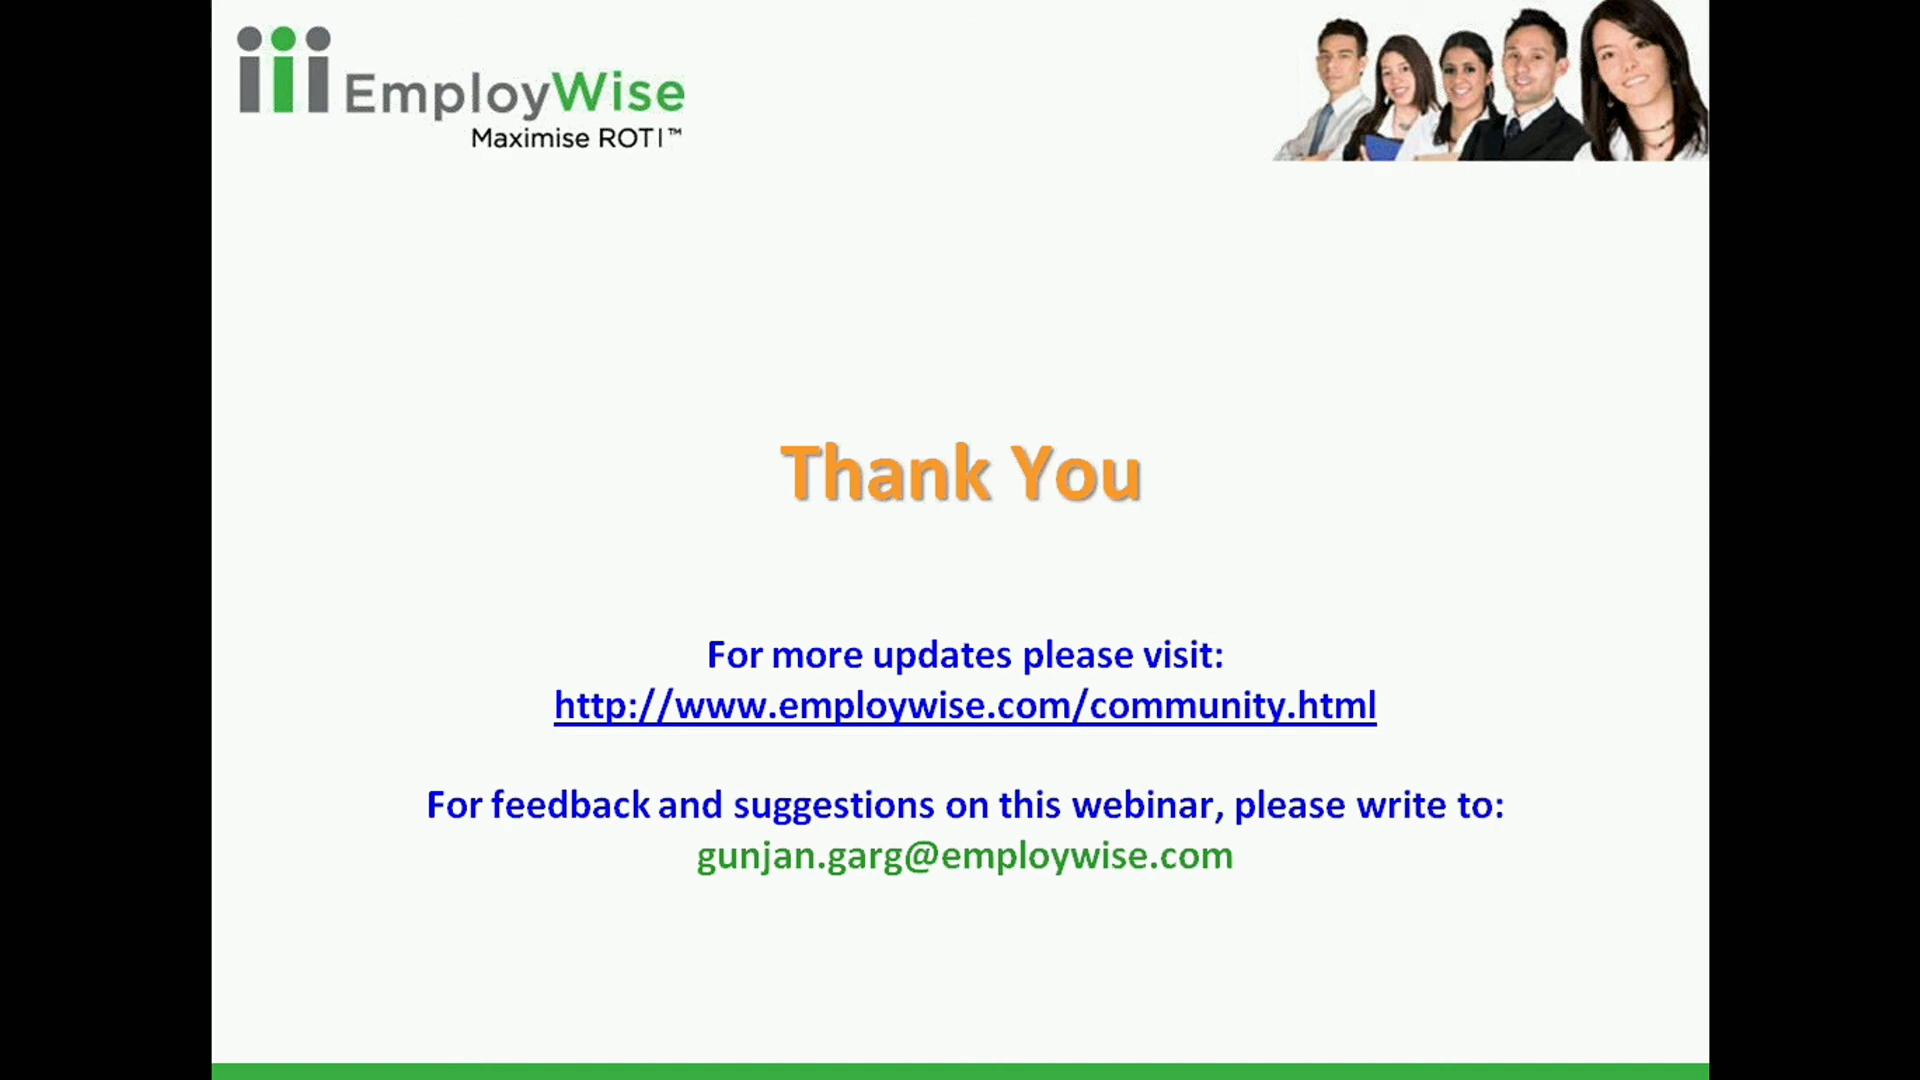 EmployWise
Maximise ROTI™
Thank You
For more updates please visit:
http://www.employwise.com/community.html
For feedback and suggestions on this webinar, please write to:
gunjan.garg@employwise.com